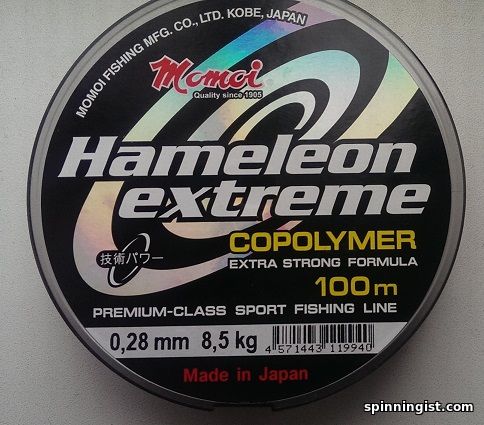 MOMOI FISHING MFG. CO., LTD. KOBE, JAPAN
momoi
Quality since 1905
Hameleon
extreme
COPOLYMER
EXTRA STRONG FORMULA
技術パワー
100m
PREMIUM-CLASS SPORT FISHING LINE
0,28 mm 8,5 kg
4 571443 119940
Made in Japan
spinningist.com